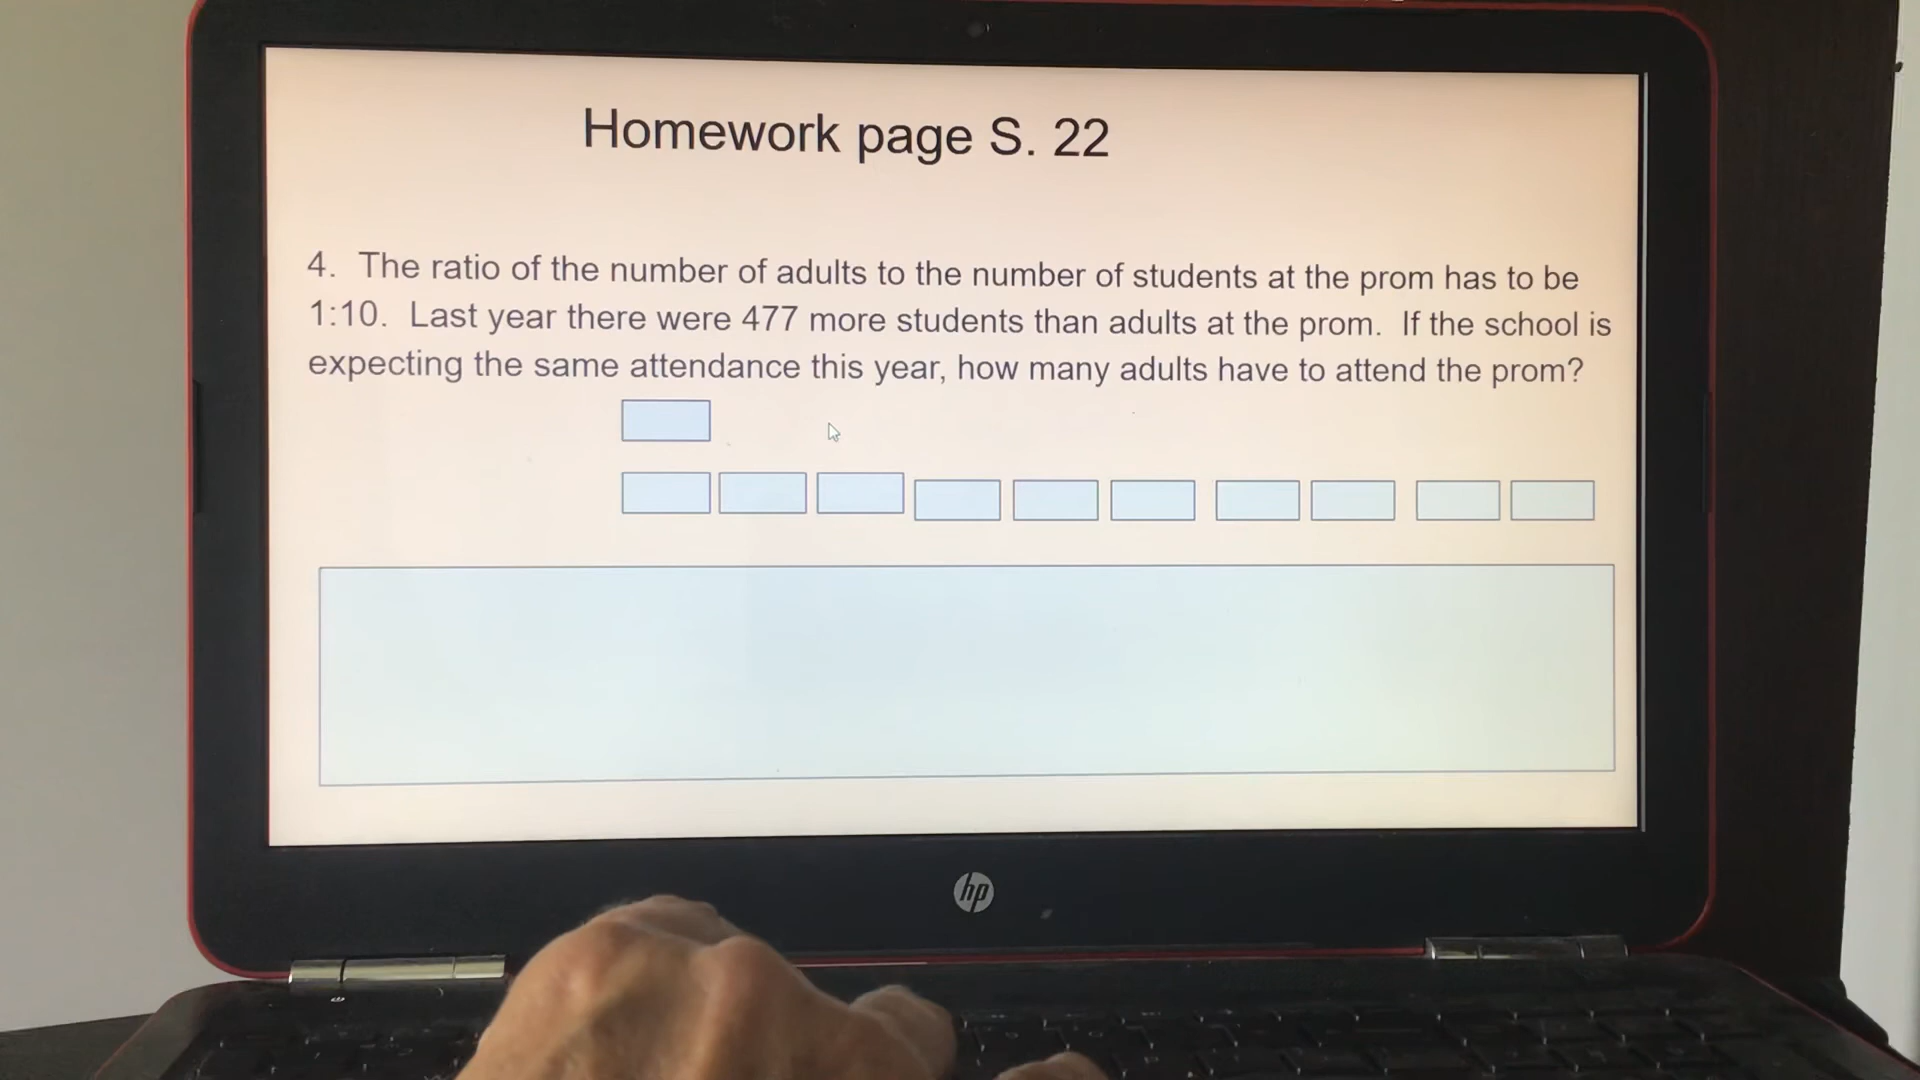 Homework page S. 22
4. The ratio of the number of adults to the number of students at the prom has to be
1:10. Last year there were 477 more students than adults at the prom. If the school is
expecting the same attendance this year, how many adults have to attend the prom?
hp